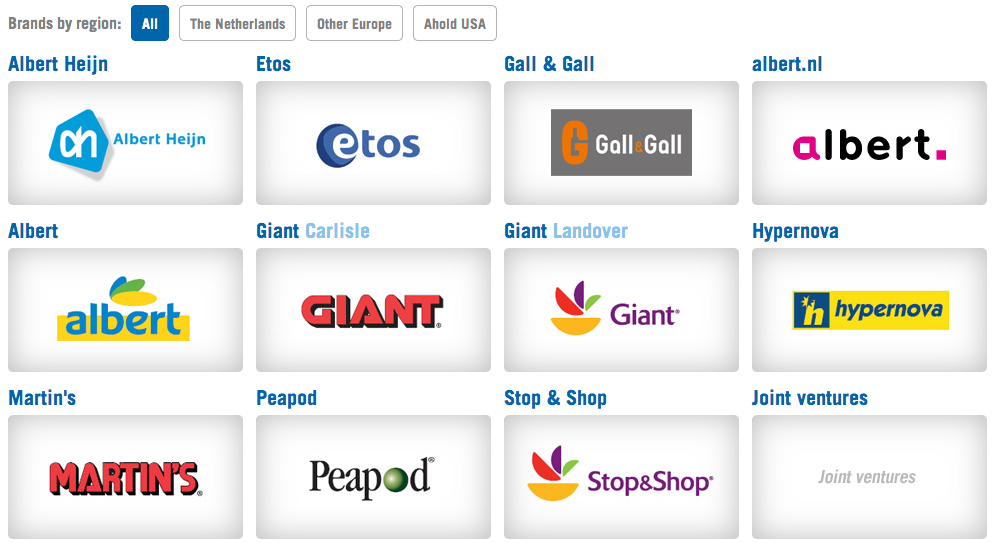 Brands by region: All The Netherlands Other Europe Ahold USA
Albert Heijn Etos Gall & Gall albert.nl
ah Albert Heijn etos G Gall&Gall albert.
Albert Giant Carlisle Giant Landover Hypernova
albert GIANT® Giant® h hypernova
Martin's Peapod Stop & Shop Joint ventures
MARTIN'S® Peapod® Stop&Shop® Joint ventures